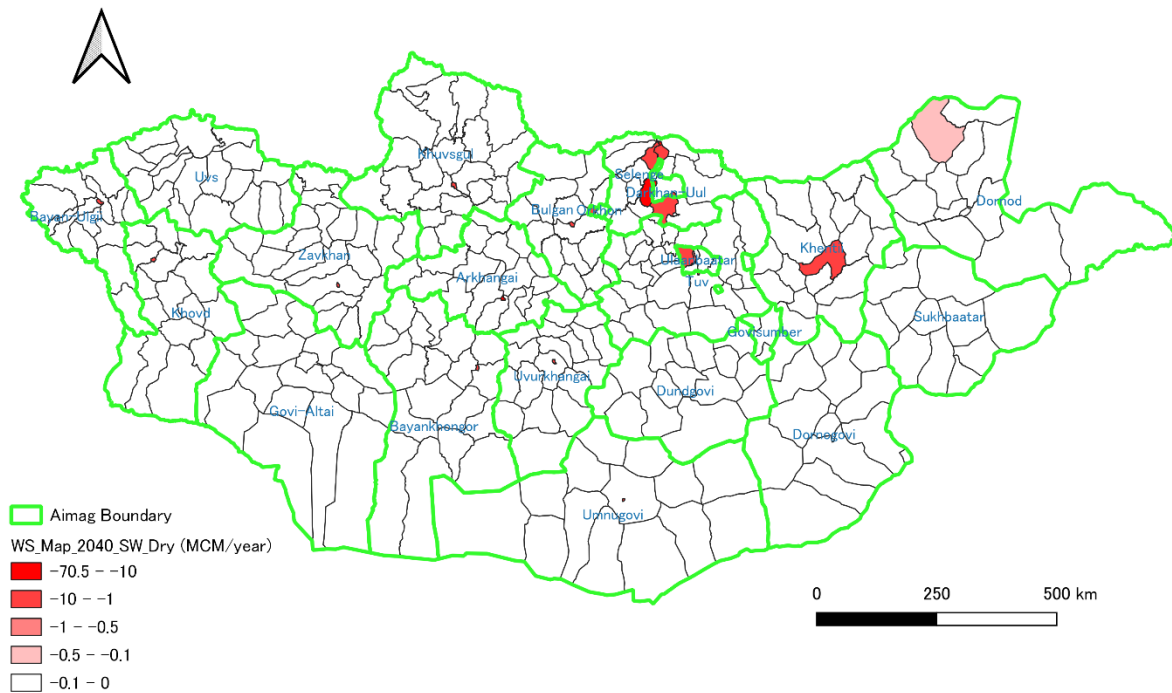 Khuvsgul
Uvs
Selenge
Bayan-Ulgii
Darkhan-Uul
Dornod
Bulgan
Orkhon
Khentii
Zavkhan
Ulaanbaatar
Arkhangai
Tuv
Khovd
Sukhbaatar
Govisumber
Uvurkhangai
Dundgovi
Govi-Altai
Bayankhongor
Dornogovi
Umnugovi
Aimag Boundary
WS_Map_2040_SW_Dry (MCM/year)
-70.5 - -10
-10 - -1
-1 - -0.5
-0.5 - -0.1
-0.1 - 0
0 250 500 km